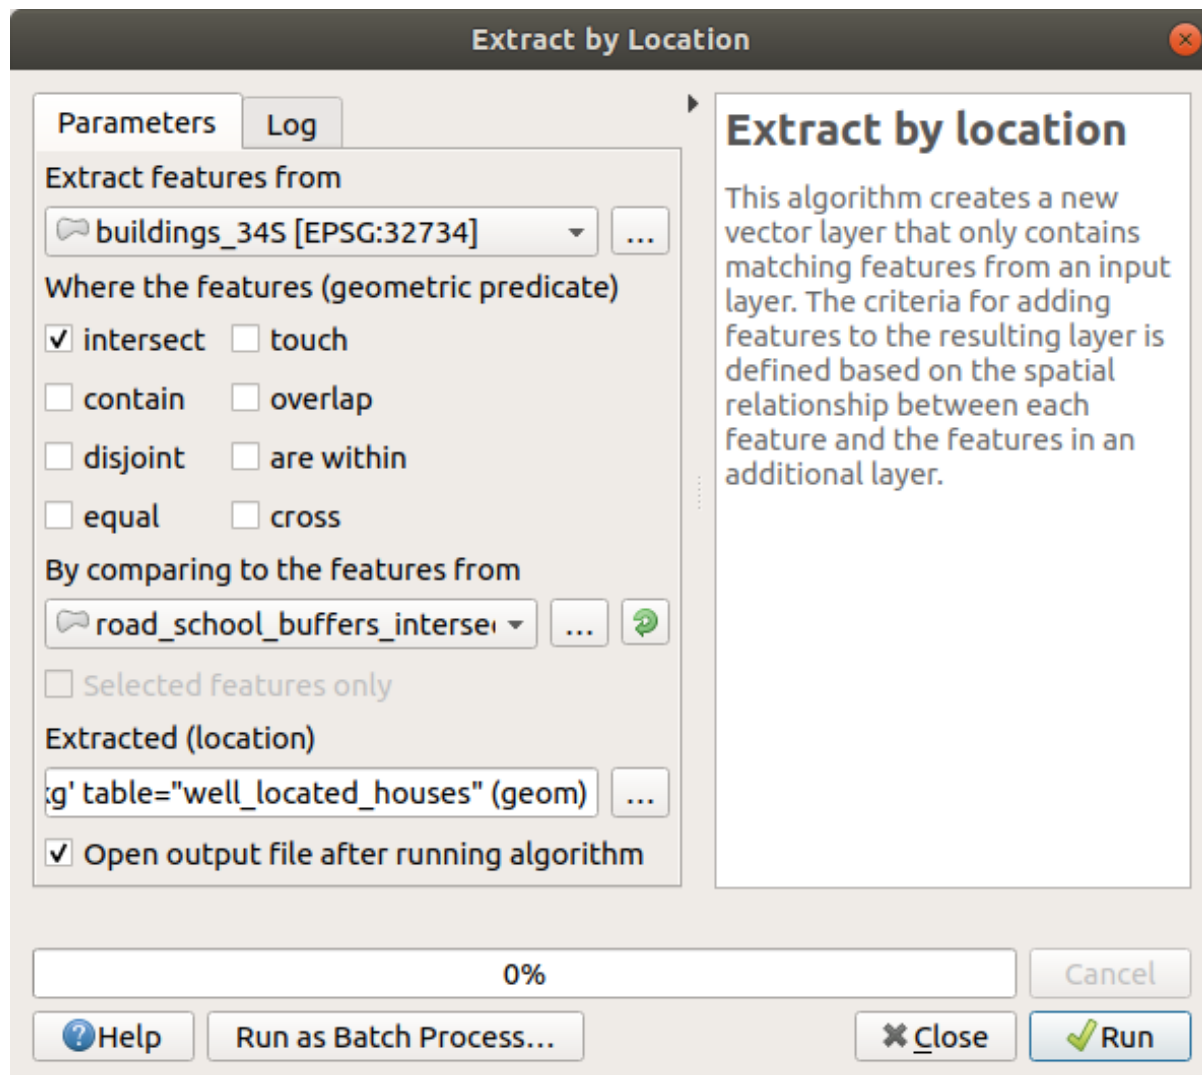 Extract by Location
Parameters
Log
Extract features from
buildings_34S [EPSG:32734]
...
Where the features (geometric predicate)
intersect
touch
contain
overlap
disjoint
are within
equal
cross
By comparing to the features from
road_school_buffers_interse
...
Selected features only
Extracted (location)
g' table="well_located_houses" (geom)
...
Open output file after running algorithm
Extract by location
This algorithm creates a new
vector layer that only contains
matching features from an input
layer. The criteria for adding
features to the resulting layer is
defined based on the spatial
relationship between each
feature and the features in an
additional layer.
0%
Cancel
Help
Run as Batch Process...
Close
Run